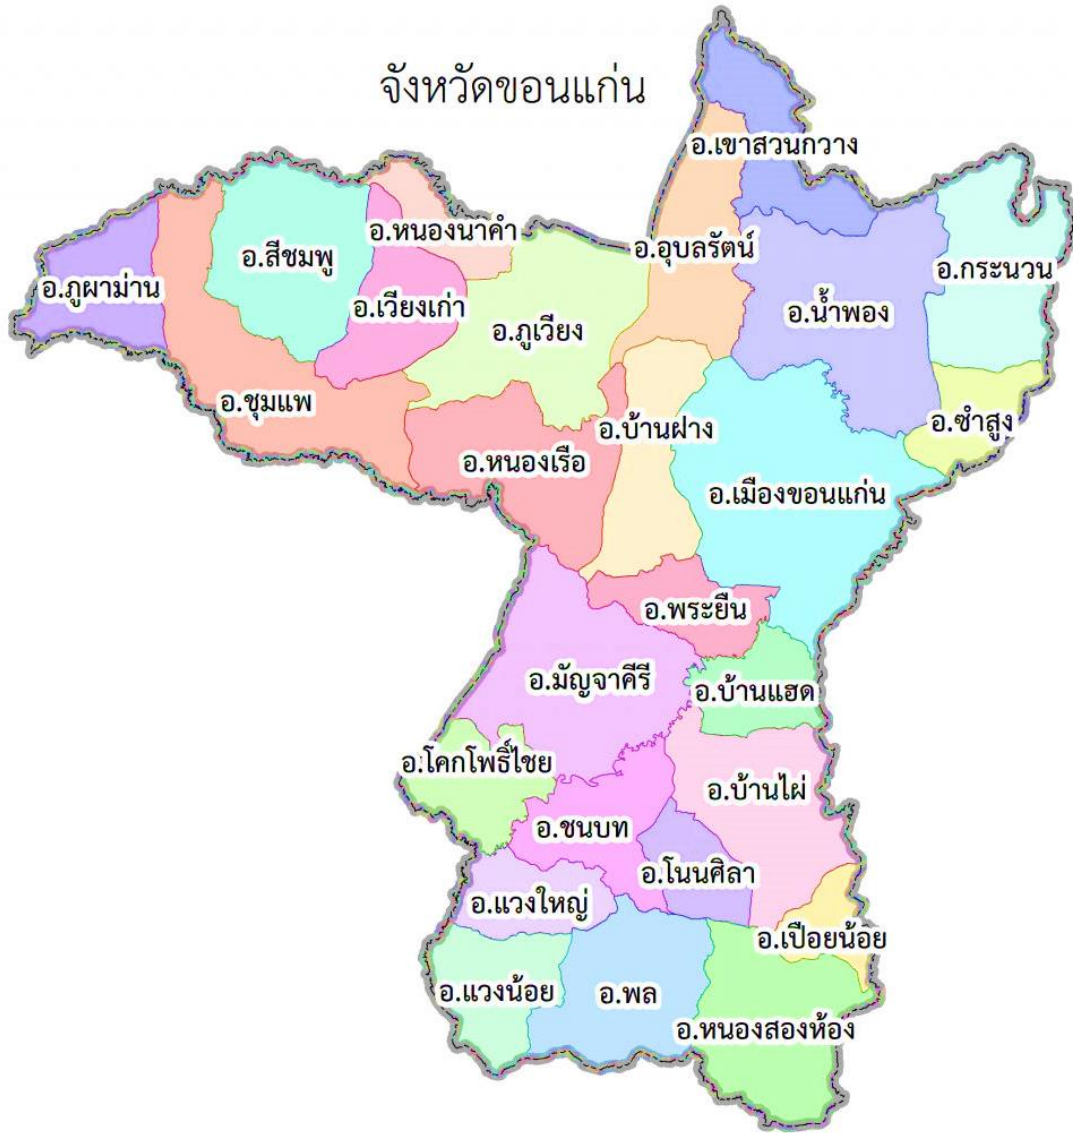 จังหวัดขอนแก่น
อ.เขาสวนกวาง
อ.หนองนาคำ
อ.อุบลรัตน์
อ.สีชมพู
อ.กระนวน
อ.ภูผาม่าน
อ.เวียงเก่า
อ.น้ำพอง
อ.ภูเวียง
อ.ชุมแพ
อ.ซำสูง
อ.บ้านฝาง
อ.หนองเรือ
อ.เมืองขอนแก่น
อ.พระยืน
อ.มัญจาคีรี
อ.บ้านแฮด
อ.โคกโพธิ์ไชย
อ.บ้านไผ่
อ.ชนบท
อ.โนนศิลา
อ.แวงใหญ่
อ.เปือยน้อย
อ.แวงน้อย
อ.พล
อ.หนองสองห้อง